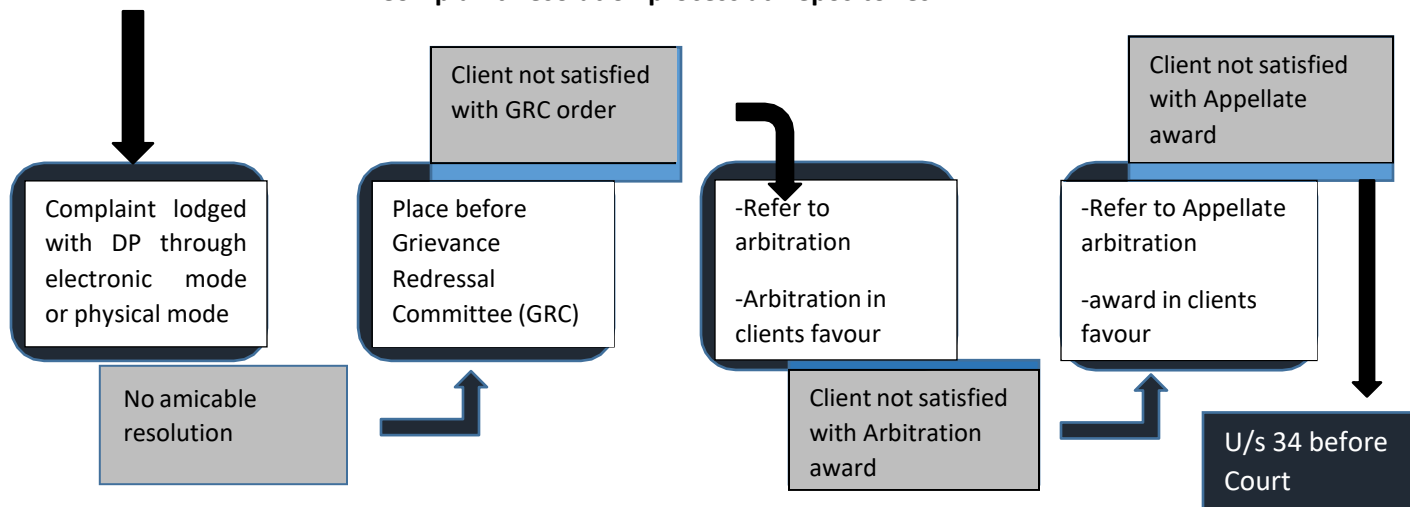 Client not satisfied
with GRC order
Client not satisfied
with Appellate
award
Complaint lodged
with DP through
electronic mode
or physical mode
Place before
Grievance
Redressal
Committee (GRC)
-Refer to
arbitration
-Arbitration in
clients favour
-Refer to Appellate
arbitration
-award in clients
favour
No amicable
resolution
Client not satisfied
with Arbitration
award
U/s 34 before
Court